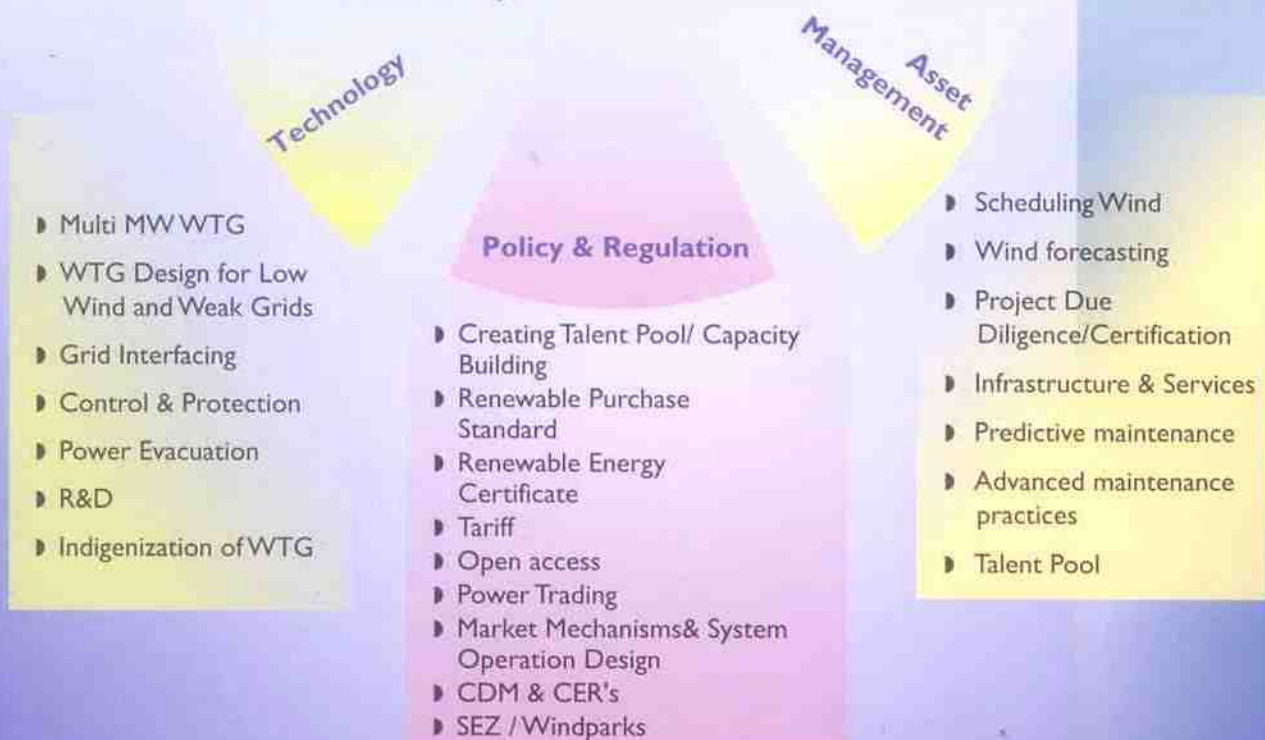 Technology
Multi MW WTG
WTG Design for Low
Wind and Weak Grids
Grid Interfacing
Control & Protection
Power Evacuation
R&D
Indigenization of WTG
Policy & Regulation
Creating Talent Pool/ Capacity
Building
Renewable Purchase
Standard
Renewable Energy
Certificate
Tariff
Open access
Power Trading
Market Mechanisms& System
Operation Design
CDM & CER's
SEZ / Windparks
Asset
Management
Scheduling Wind
Wind forecasting
Project Due
Diligence/Certification
Infrastructure & Services
Predictive maintenance
Advanced maintenance
practices
Talent Pool